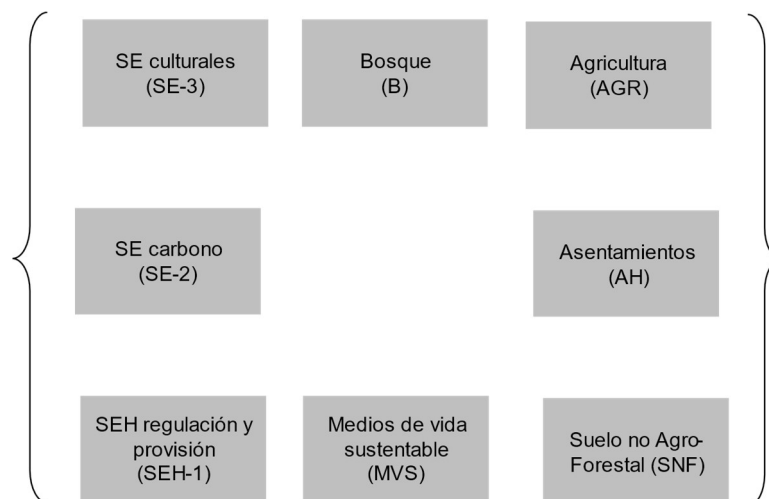 SE culturales
(SE-3)
Bosque
(B)
Agricultura
(AGR)
SE carbono
(SE-2)
Asentamientos
(AH)
SEH regulación y
provisión
(SEH-1)
Medios de vida
sustentable
(MVS)
Suelo no Agro-
Forestal (SNF)